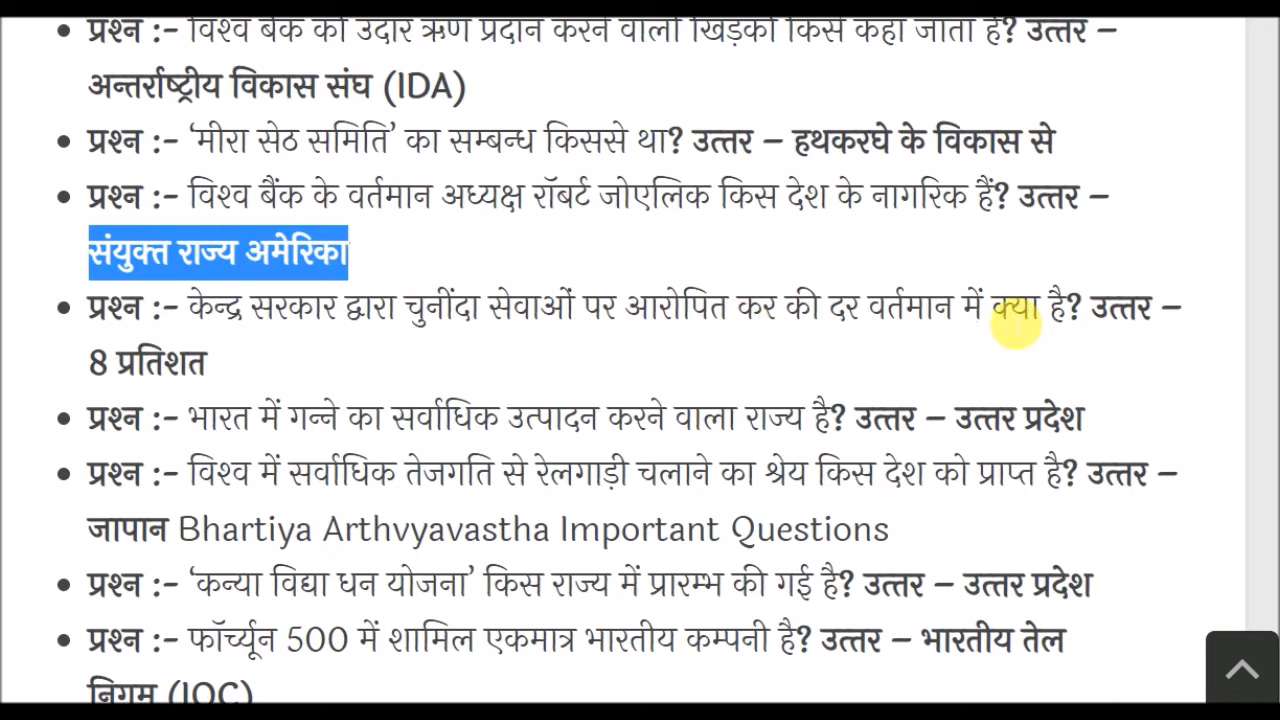 प्रश्न :- विश्व बैंक की उदार ऋण प्रदान करने वाली खिड़की किसे कहा जाता है? उत्तर –
अन्तर्राष्ट्रीय विकास संघ (IDA)
प्रश्न :- ‘मीरा सेठ समिति’ का सम्बन्ध किससे था? उत्तर – हथकरघे के विकास से
प्रश्न :- विश्व बैंक के वर्तमान अध्यक्ष रॉबर्ट जोएलिक किस देश के नागरिक हैं? उत्तर –
संयुक्त राज्य अमेरिका
प्रश्न :- केन्द्र सरकार द्वारा चुनींदा सेवाओं पर आरोपित कर की दर वर्तमान में क्या है? उत्तर –
8 प्रतिशत
प्रश्न :- भारत में गन्ने का सर्वाधिक उत्पादन करने वाला राज्य है? उत्तर – उत्तर प्रदेश
प्रश्न :- विश्व में सर्वाधिक तेजगति से रेलगाड़ी चलाने का श्रेय किस देश को प्राप्त है? उत्तर –
जापान Bhartiya Arthvyavastha Important Questions
प्रश्न :- ‘कन्या विद्या धन योजना’ किस राज्य में प्रारम्भ की गई है? उत्तर – उत्तर प्रदेश
प्रश्न :- फॉर्च्यून 500 में शामिल एकमात्र भारतीय कम्पनी है? उत्तर – भारतीय तेल
निगम (IOC)